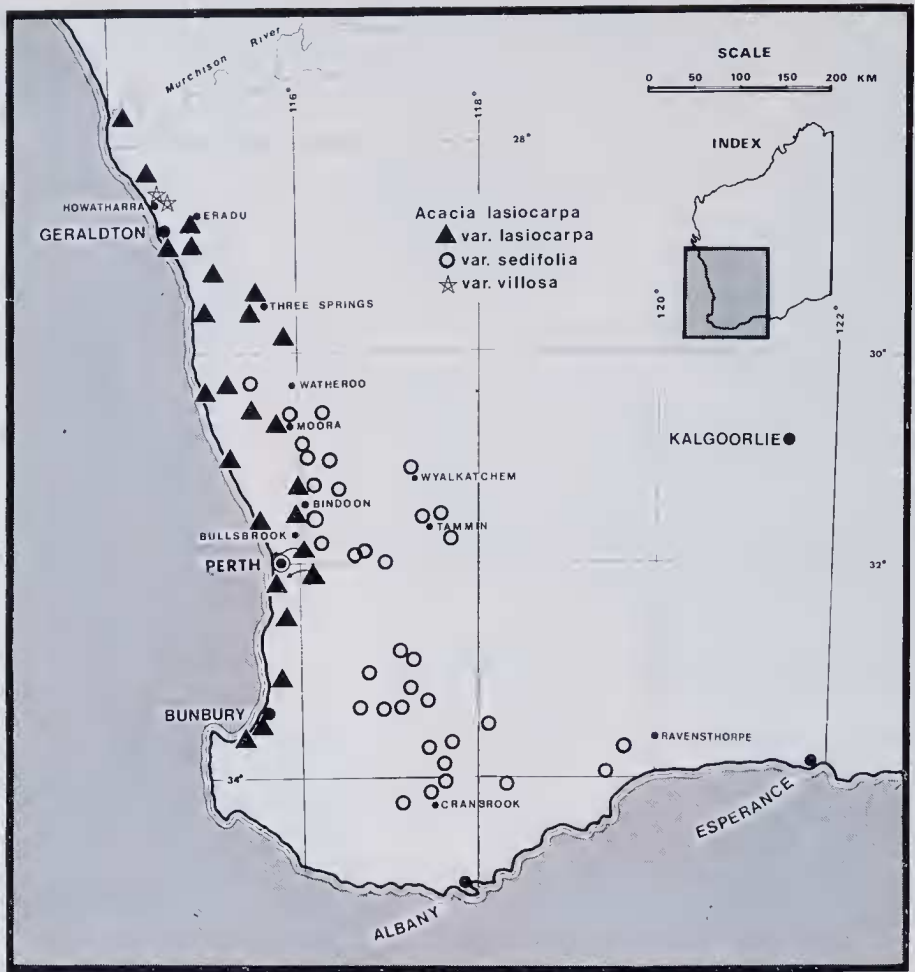 Murchison River
116°
118°
28°
SCALE
0 50 100 150 200 KM
INDEX
HOWATHARRA
ERADU
GERALDTON
Acacia lasiocarpa
var. lasiocarpa
var. sedifolia
var. villosa
THREE SPRINGS
120°
122°
30°
WATHEROO
MOORA
KALGOORLIE
WYALKATCHEM
BINDOON
TAMMIN
BULLSBROOK
PERTH
32°
BUNBURY
RAVENSTHORPE
34°
CRANBROOK
ESPERANCE
ALBANY